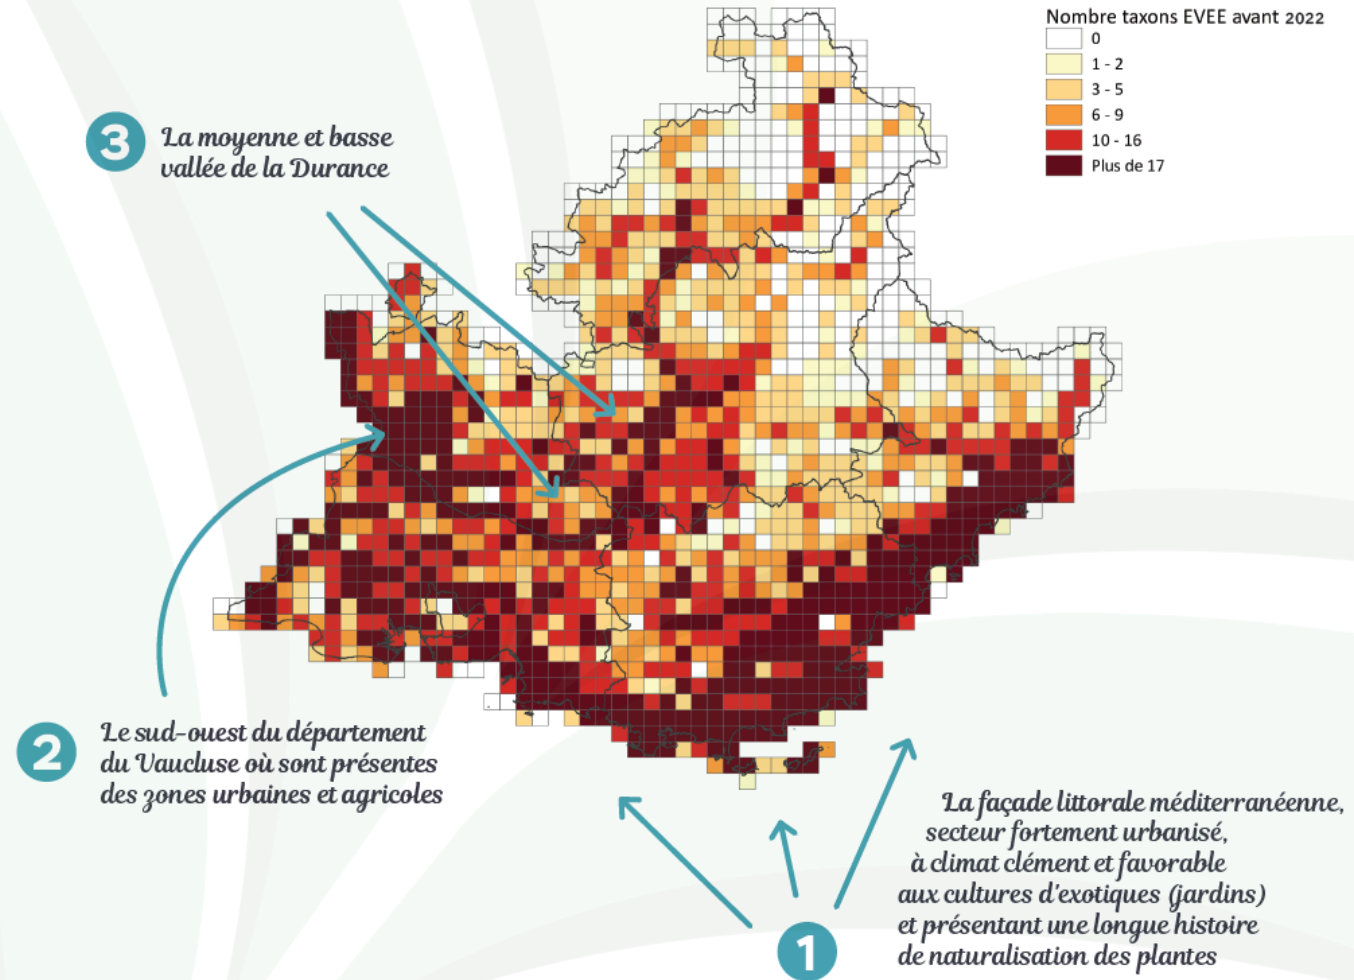 Nombre taxons EVEE avant 2022
0
1 - 2
3 - 5
6 - 9
10 - 16
Plus de 17
3
La moyenne et basse
vallée de la Durance
2
Le sud-ouest du département
du Vaucluse où sont présentes
des zones urbaines et agricoles
1
La façade littorale méditerranéenne,
secteur fortement urbanisé,
à climat clément et favorable
aux cultures d'exotiques (jardins)
et présentant une longue histoire
de naturalisation des plantes